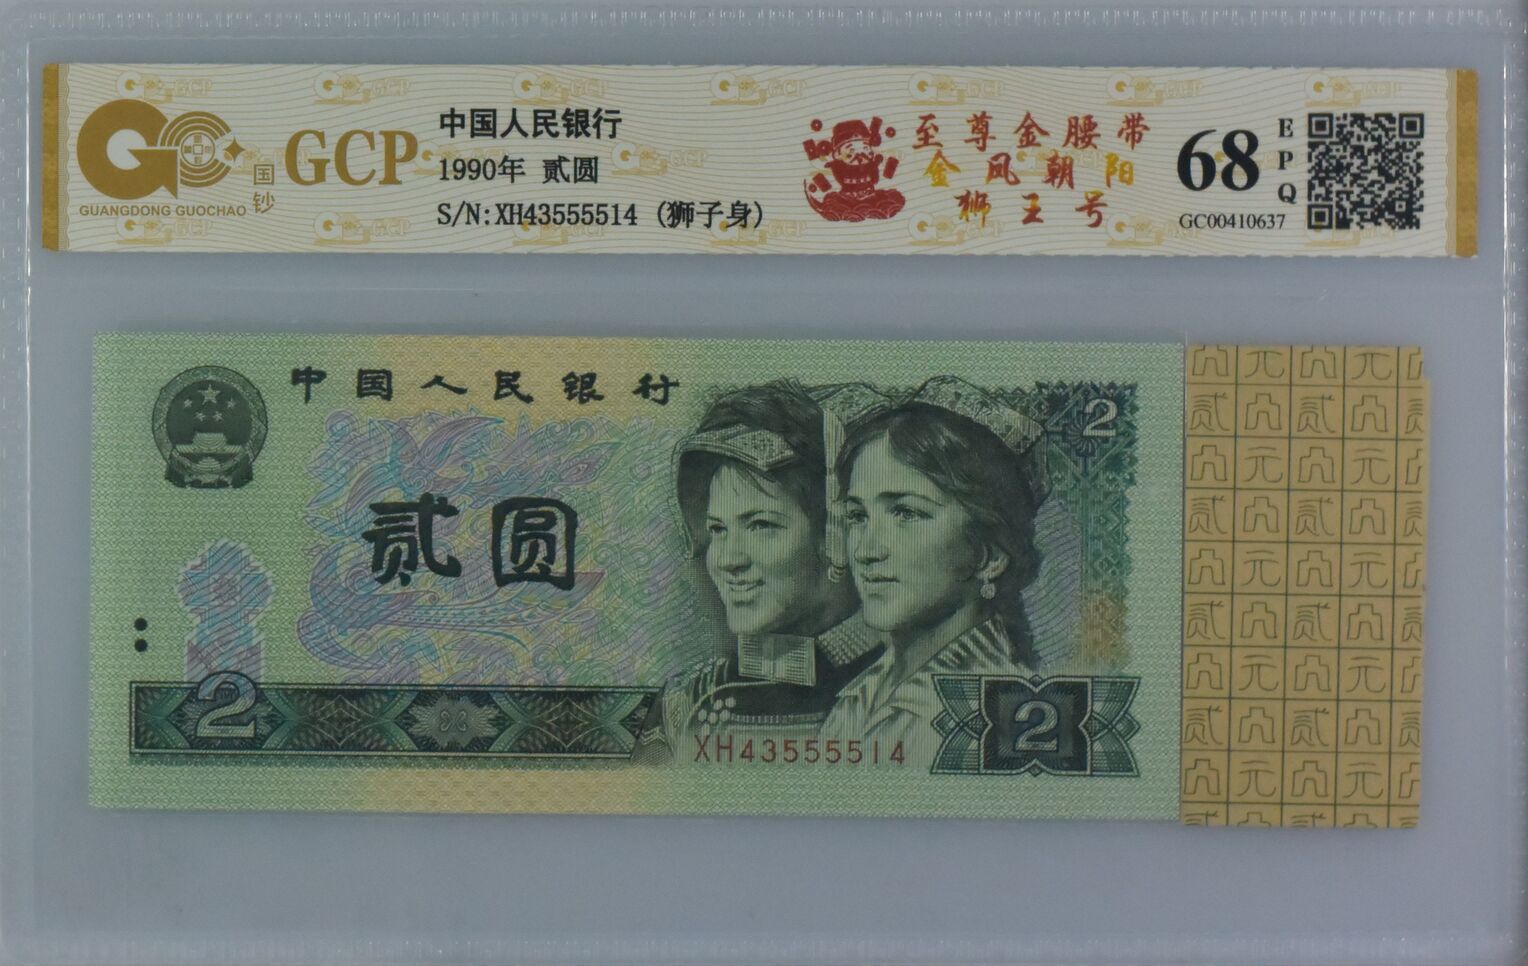 GCP
国钞
GUANGDONG GUOCHAO
中国人民银行
1990年 贰圆
S/N:XH43555514 (狮子身)
至尊金腰带
金凤朝阳
狮王号
68
EPQ
GC00410637
中国人民银行
贰圆
2
2
2
XH43555514